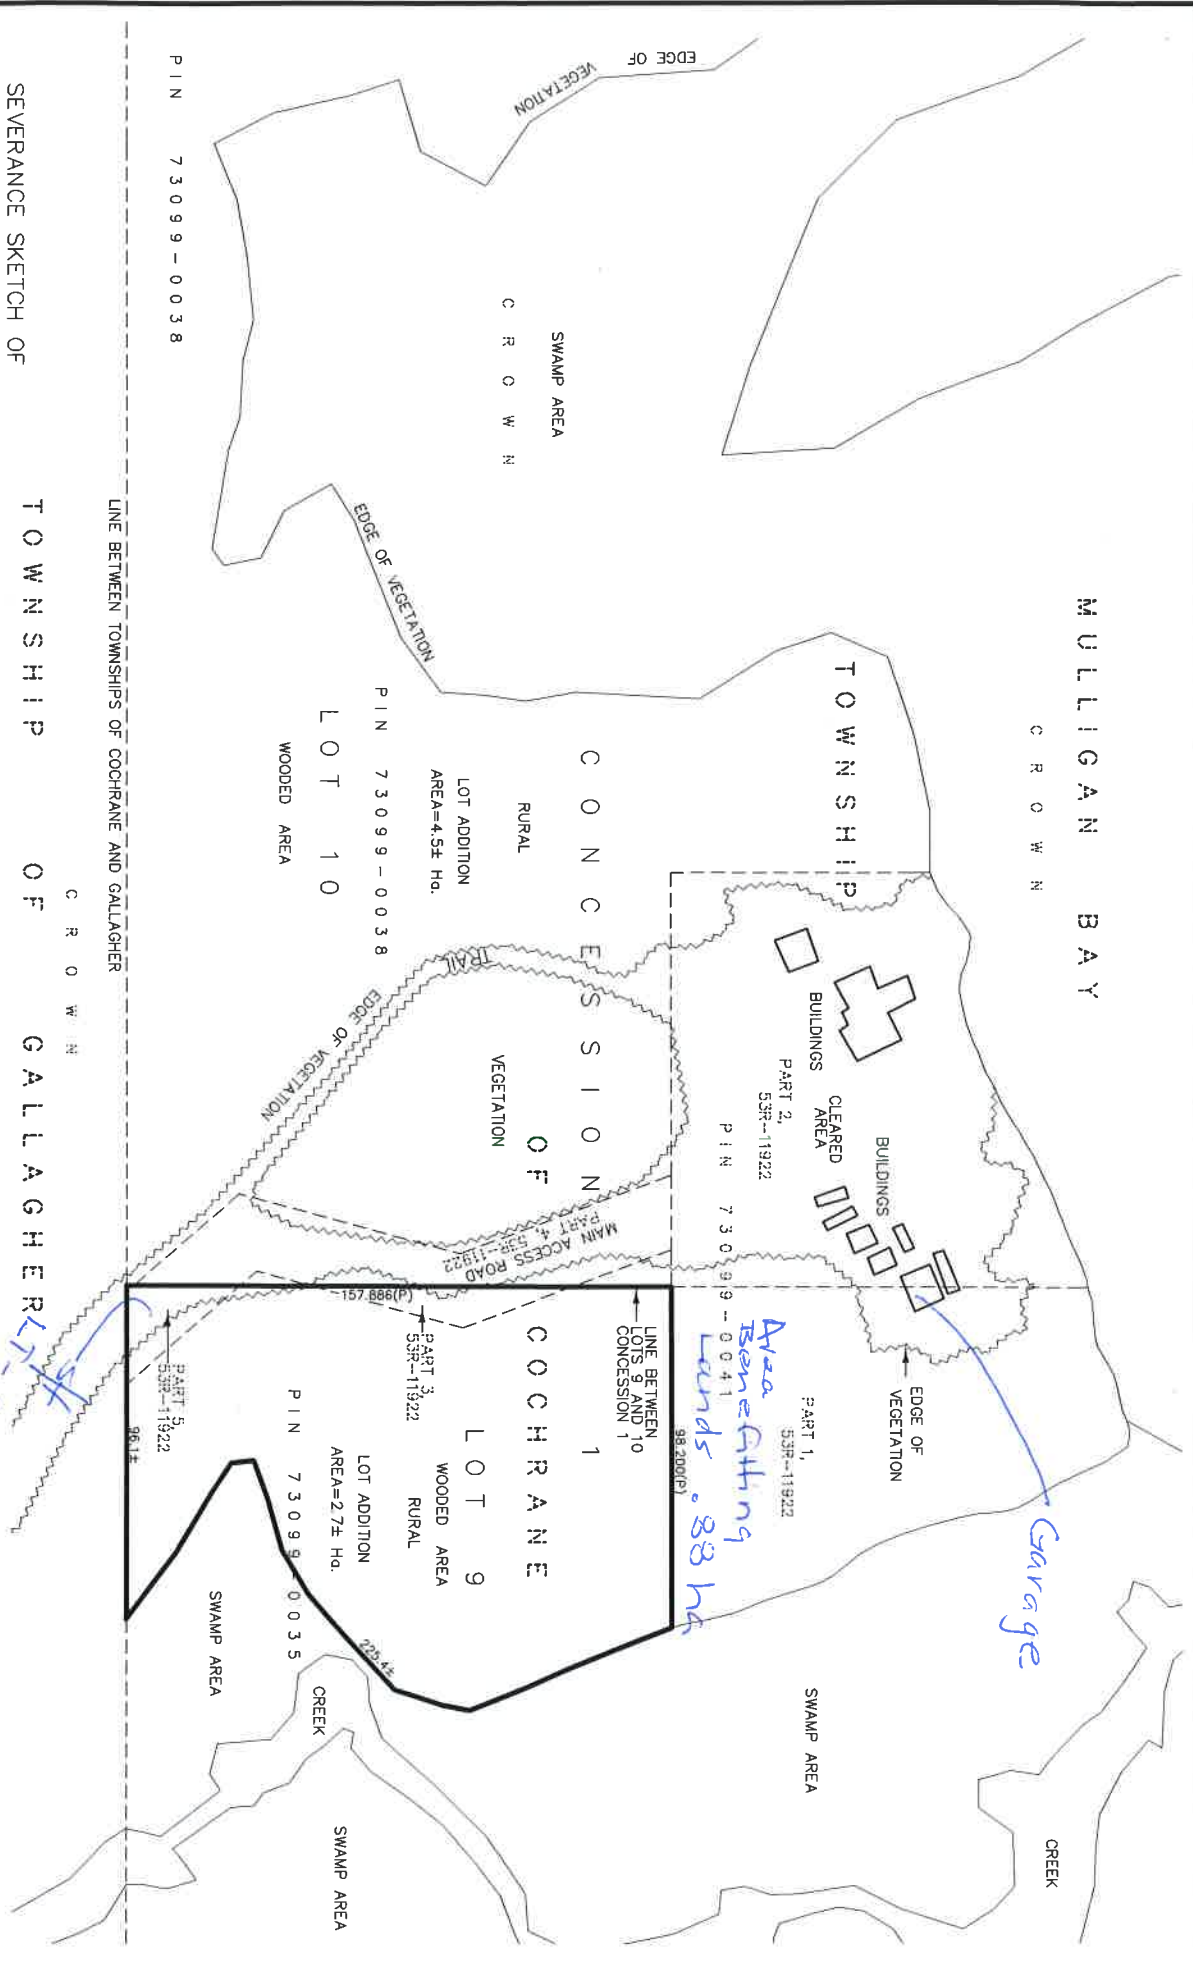 MULLIGAN BAY
CROWN
EDGE OF
VEGETATION
SWAMP AREA
CROWN
PIN 73099-0038
TOWNSHIP
OF
COCHRANE
BUILDINGS
PART 2,
53R-11922
CLEARED
AREA
BUILDINGS
PIN 73099-0041
Garage
EDGE OF
VEGETATION
PART 1,
53R-11922
Area
Benefitting
Lands .88 ha
98.200(P)
SWAMP AREA
CREEK
CONCESSION 1
RURAL
LOT ADDITION
AREA=4.5± Ha.
PIN 73099-0038
LOT 10
WOODED AREA
EDGE OF VEGETATION
TRAIL
EDGE OF VEGETATION
VEGETATION
MAIN ACCESS ROAD
PART 4, 53R-11922
LINE BETWEEN
LOTS 9 AND 10
CONCESSION 1
157.886(P)
PART 3,
53R-11922
LOT 9
WOODED AREA
RURAL
LOT ADDITION
AREA=2.7± Ha.
PIN 73099-0035
225.4±
PART 5,
53R-11922
96.1±
SWAMP AREA
CREEK
SWAMP AREA
LINE BETWEEN TOWNSHIPS OF COCHRANE AND GALLAGHER
CROWN
TOWNSHIP OF GALLAGHER
SEVERANCE SKETCH OF